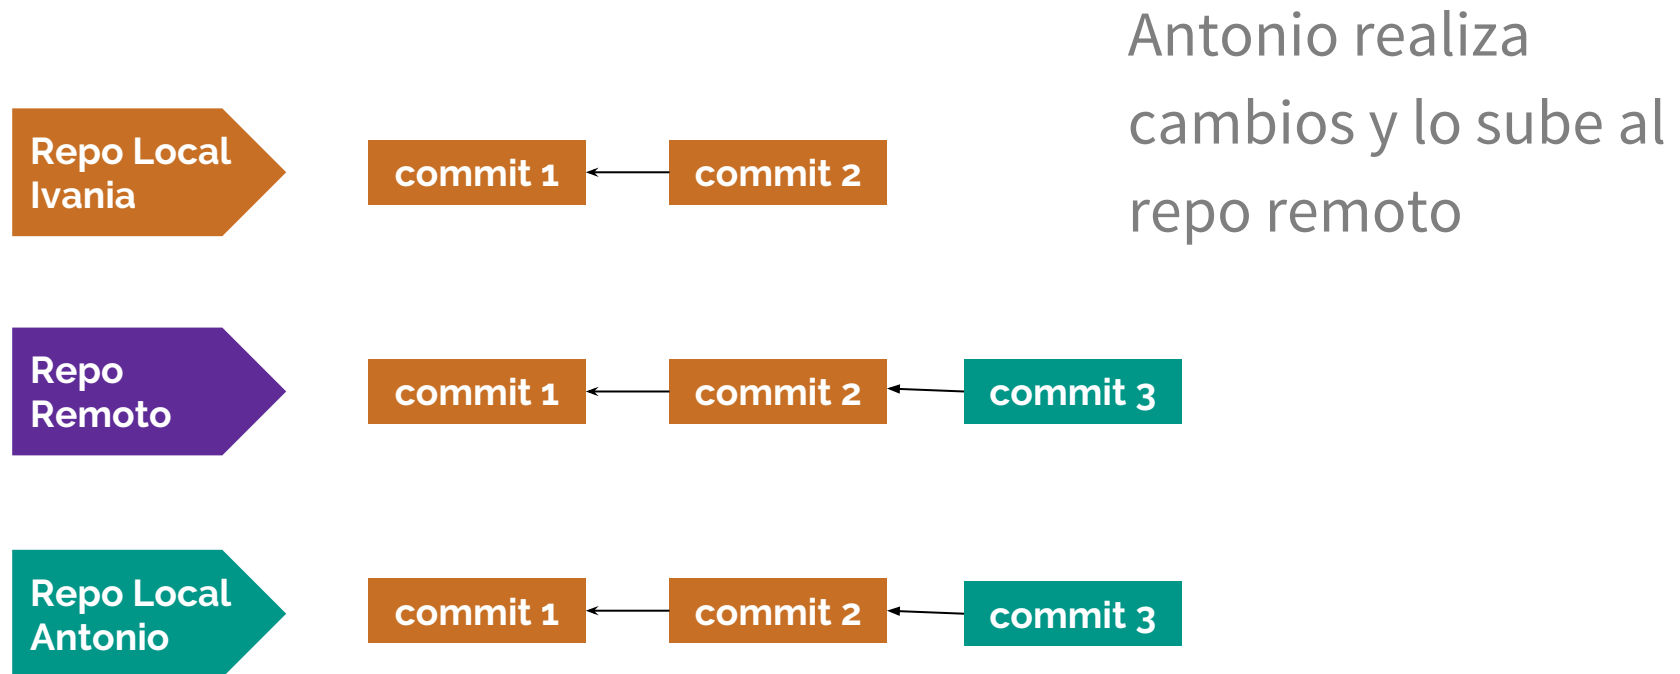 Antonio realiza
cambios y lo sube al
repo remoto
Repo Local
Ivania
commit 1
commit 2
Repo
Remoto
commit 1
commit 2
commit 3
Repo Local
Antonio
commit 1
commit 2
commit 3